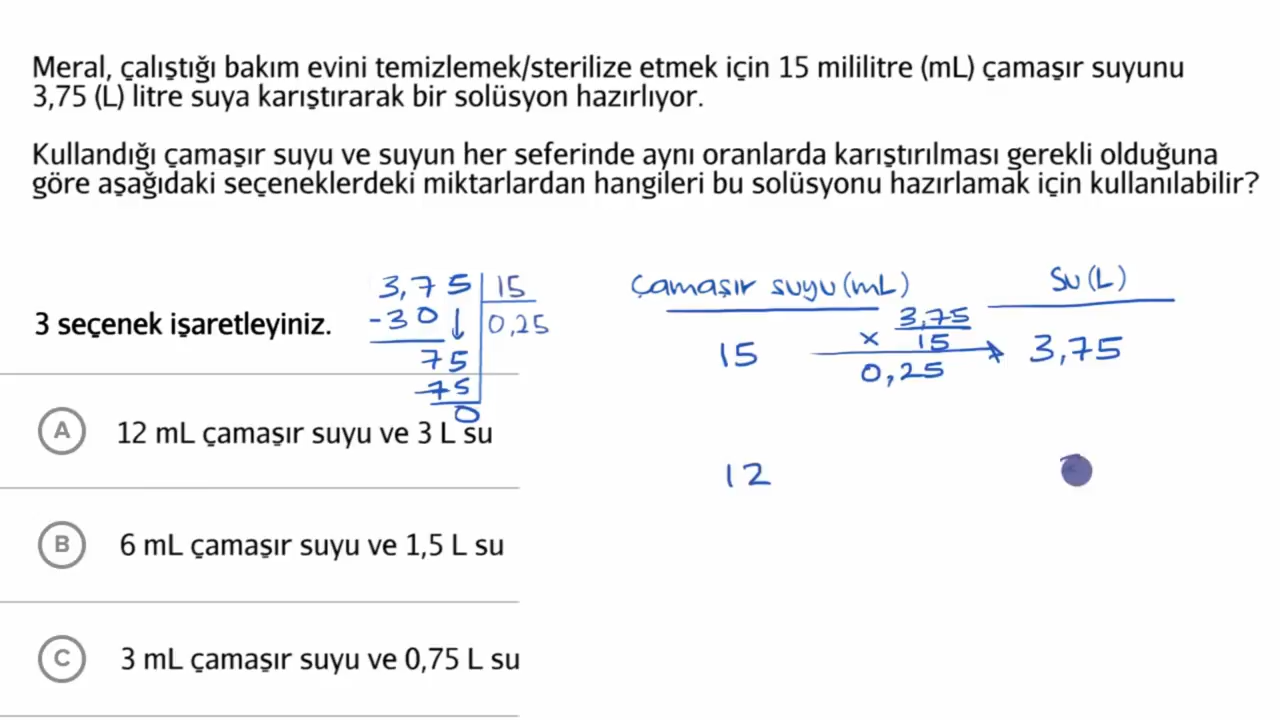 Meral, çalıştığı bakım evini temizlemek/sterilize etmek için 15 mililitre (mL) çamaşır suyunu
3,75 (L) litre suya karıştırarak bir solüsyon hazırlıyor.
Kullandığı çamaşır suyu ve suyun her seferinde aynı oranlarda karıştırılması gerekli olduğuna
göre aşağıdaki seçeneklerdeki miktarlardan hangileri bu solüsyonu hazırlamak için kullanılabilir?
3 seçenek işaretleyiniz.
3,75 15
-30 0,25
75
75
0
Çamaşır suyu (mL) Su (L)
15 x 3,75 3,75
15
0,25
12
A 12 mL çamaşır suyu ve 3 L su
B 6 mL çamaşır suyu ve 1,5 L su
C 3 mL çamaşır suyu ve 0,75 L su